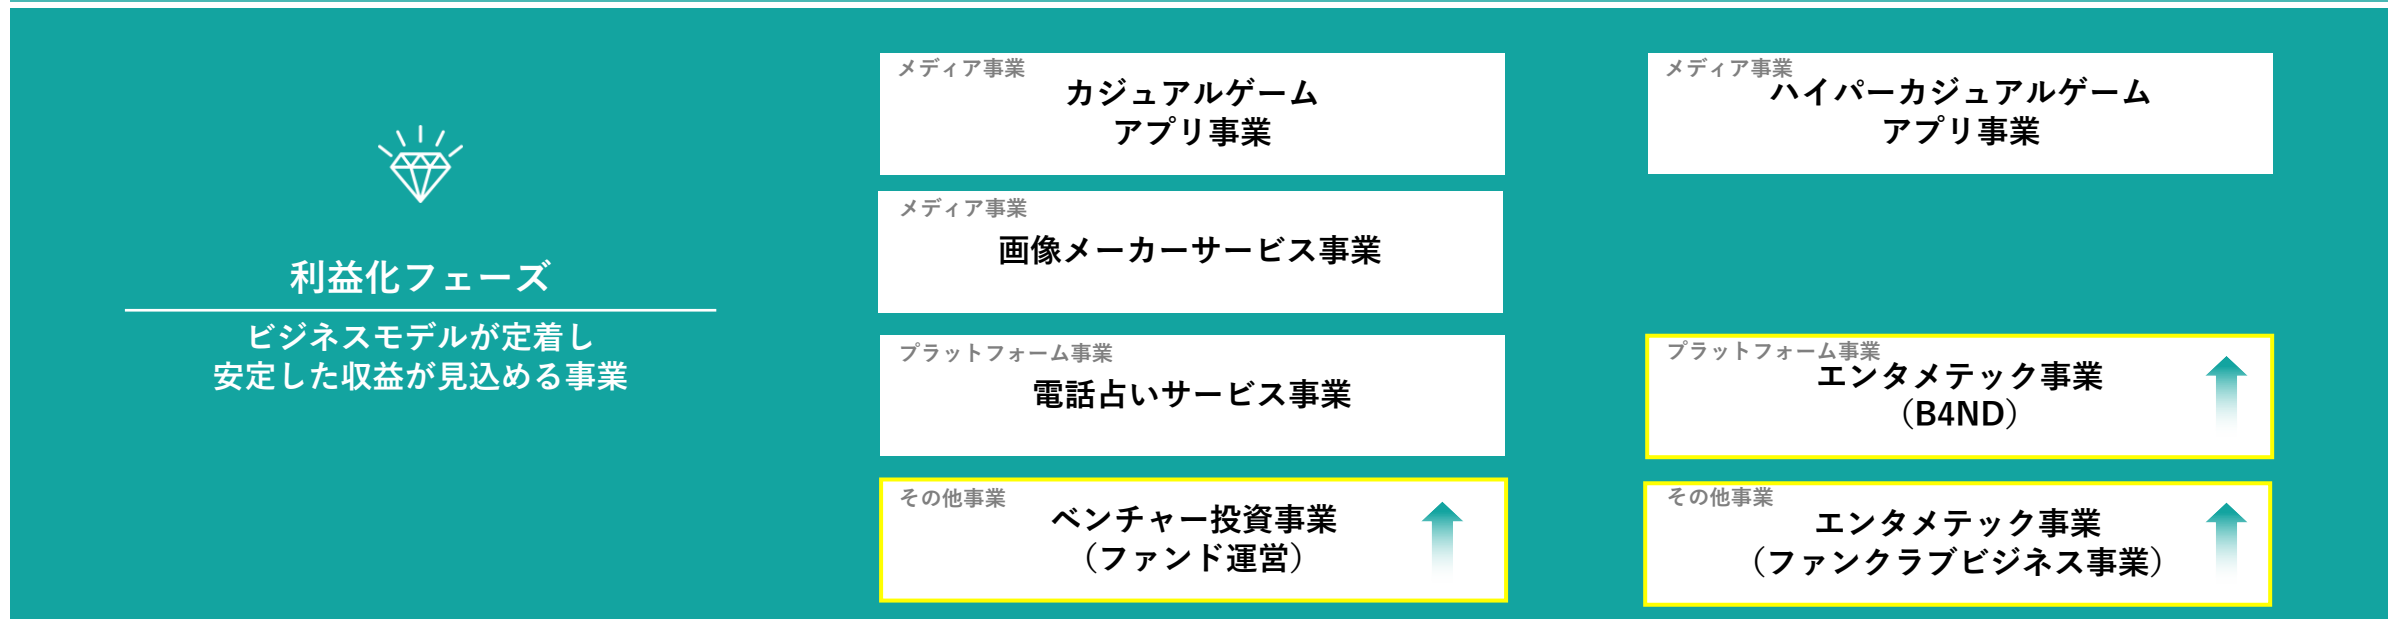 利益化フェーズ
ビジネスモデルが定着し
安定した収益が見込める事業
メディア事業
カジュアルゲーム
アプリ事業
メディア事業
ハイパーカジュアルゲーム
アプリ事業
メディア事業
画像メーカーサービス事業
プラットフォーム事業
電話占いサービス事業
プラットフォーム事業
エンタメテック事業
（B4ND）
その他事業
ベンチャー投資事業
（ファンド運営）
その他事業
エンタメテック事業
（ファンクラブビジネス事業）